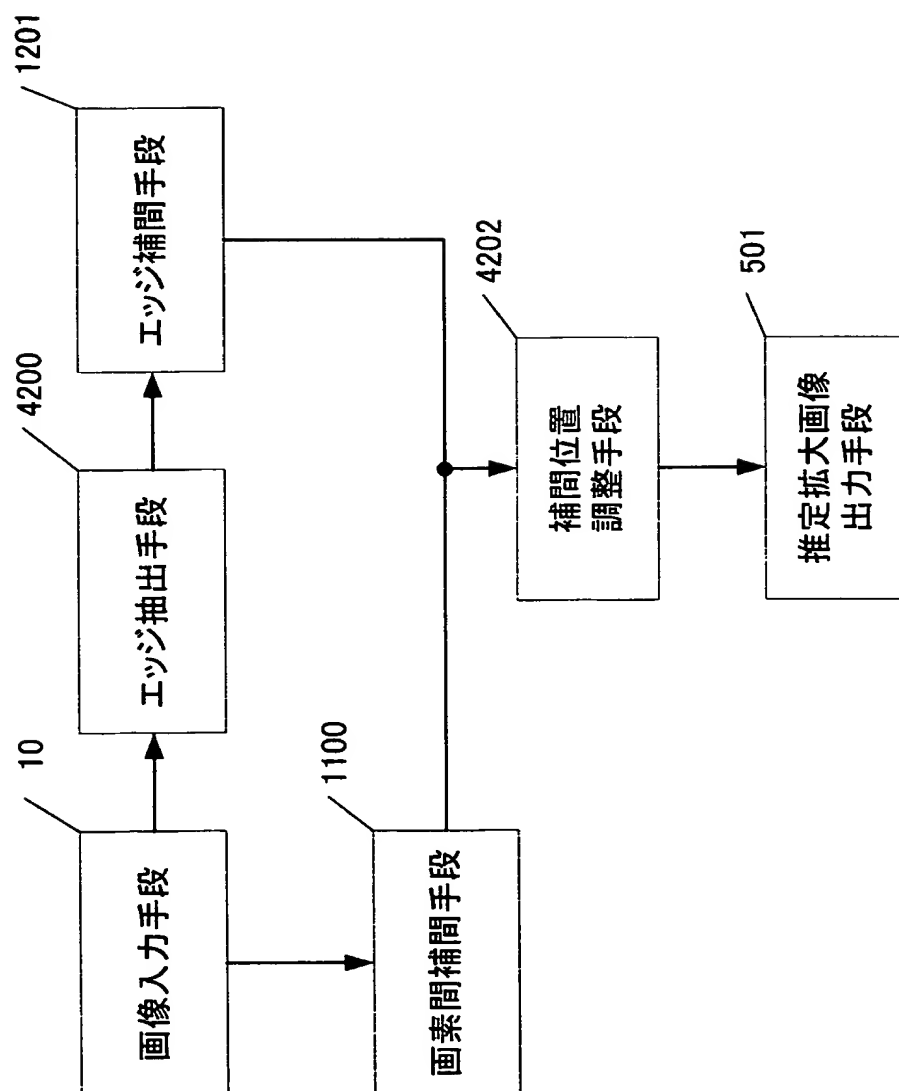 10
画像入力手段
4200
エッジ抽出手段
1201
エッジ補間手段
1100
画素間補間手段
4202
補間位置
調整手段
501
推定拡大画像
出力手段